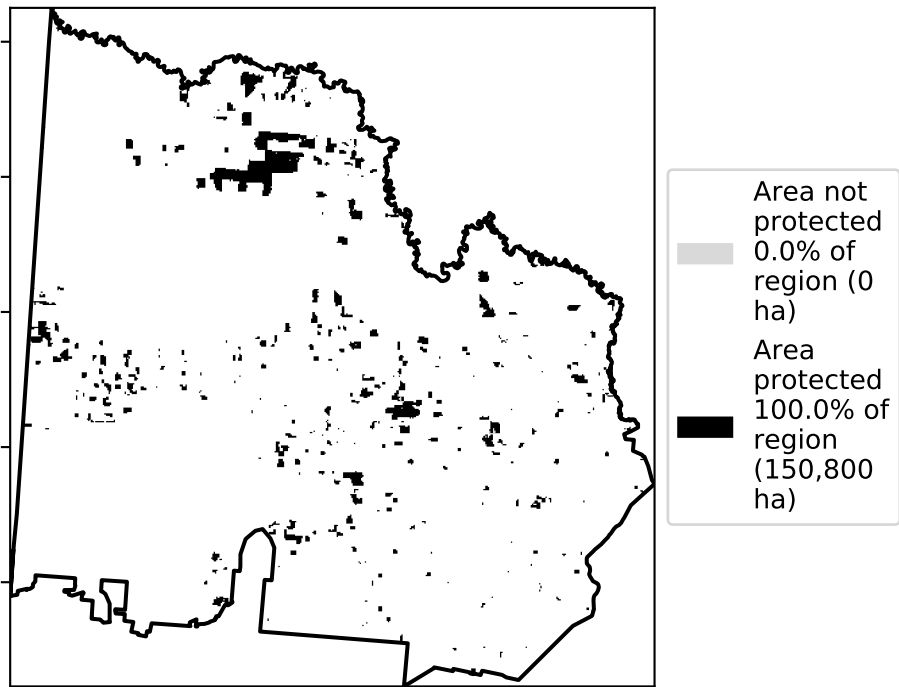 Area not
protected
0.0% of
region (0
ha)
Area
protected
100.0% of
region
(150,800
ha)